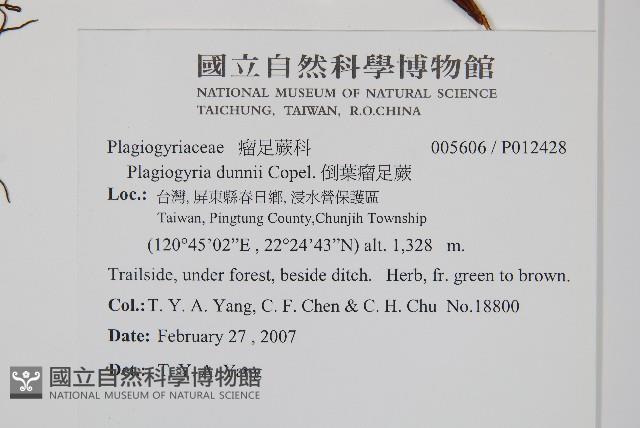 國立自然科學博物館
NATIONAL MUSEUM OF NATURAL SCIENCE
TAICHUNG, TAIWAN, R.O.CHINA
Plagiogyriaceae 瘤足蕨科 005606 / P012428
Plagiogyria dunnii Copel. 倒葉瘤足蕨
Loc.: 台灣, 屏東縣春日鄉, 浸水營保護區
Taiwan, Pingtung County,Chunjih Township
(120°45’02”E , 22°24’43”N) alt. 1,328 m.
Trailside, under forest, beside ditch. Herb, fr. green to brown.
Col.: T. Y. A. Yang, C. F. Chen & C. H. Chu No.18800
Date: February 27 , 2007
Det.: T. Y. A. Yang
國立自然科學博物館
NATIONAL MUSEUM OF NATURAL SCIENCE